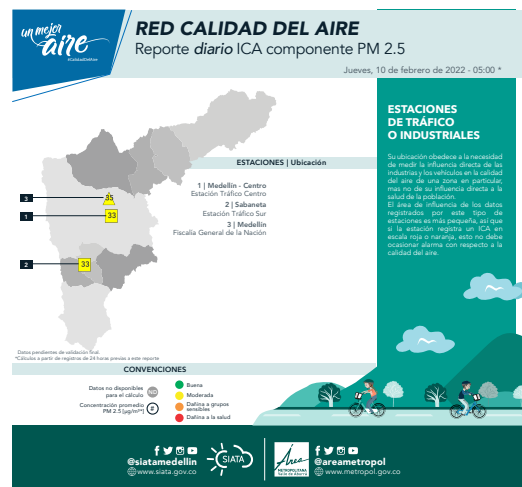 un mejor
aire
#CalidadDelAire
RED CALIDAD DEL AIRE
Reporte diario ICA componente PM 2.5
Jueves, 10 de febrero de 2022 - 05:00 *
ESTACIONES
DE TRÁFICO
O INDUSTRIALES
Su ubicación obedece a la necesidad
de medir la influencia directa de las
industrias y los vehículos en la calidad
del aire de una zona en particular,
mas no de su influencia directa a la
salud de la población.
El área de influencia de los datos
registrados por este tipo de
estaciones es más pequeña, así que
si la estación registra un ICA en
escala roja o naranja, esto no debe
ocasionar alarma con respecto a la
calidad del aire.
ESTACIONES | Ubicación
1 | Medellín - Centro
Estación Tráfico Centro
2 | Sabaneta
Estación Tráfico Sur
3 | Medellín
Fiscalía General de la Nación
3
35
1
33
2
33
Datos pendientes de validación final.
*Cálculos a partir de registros de 24 horas previas a este reporte
CONVENCIONES
Datos no disponibles
para el cálculo
Concentración promedio
PM 2.5 [µg/m³]
#
Buena
Moderada
Dañina a grupos
sensibles
Dañina a la salud
@siatamedellin
www.siata.gov.co
SIATA
Área
METROPOLITANA
Valle de Aburrá
@areametropol
www.metropol.gov.co